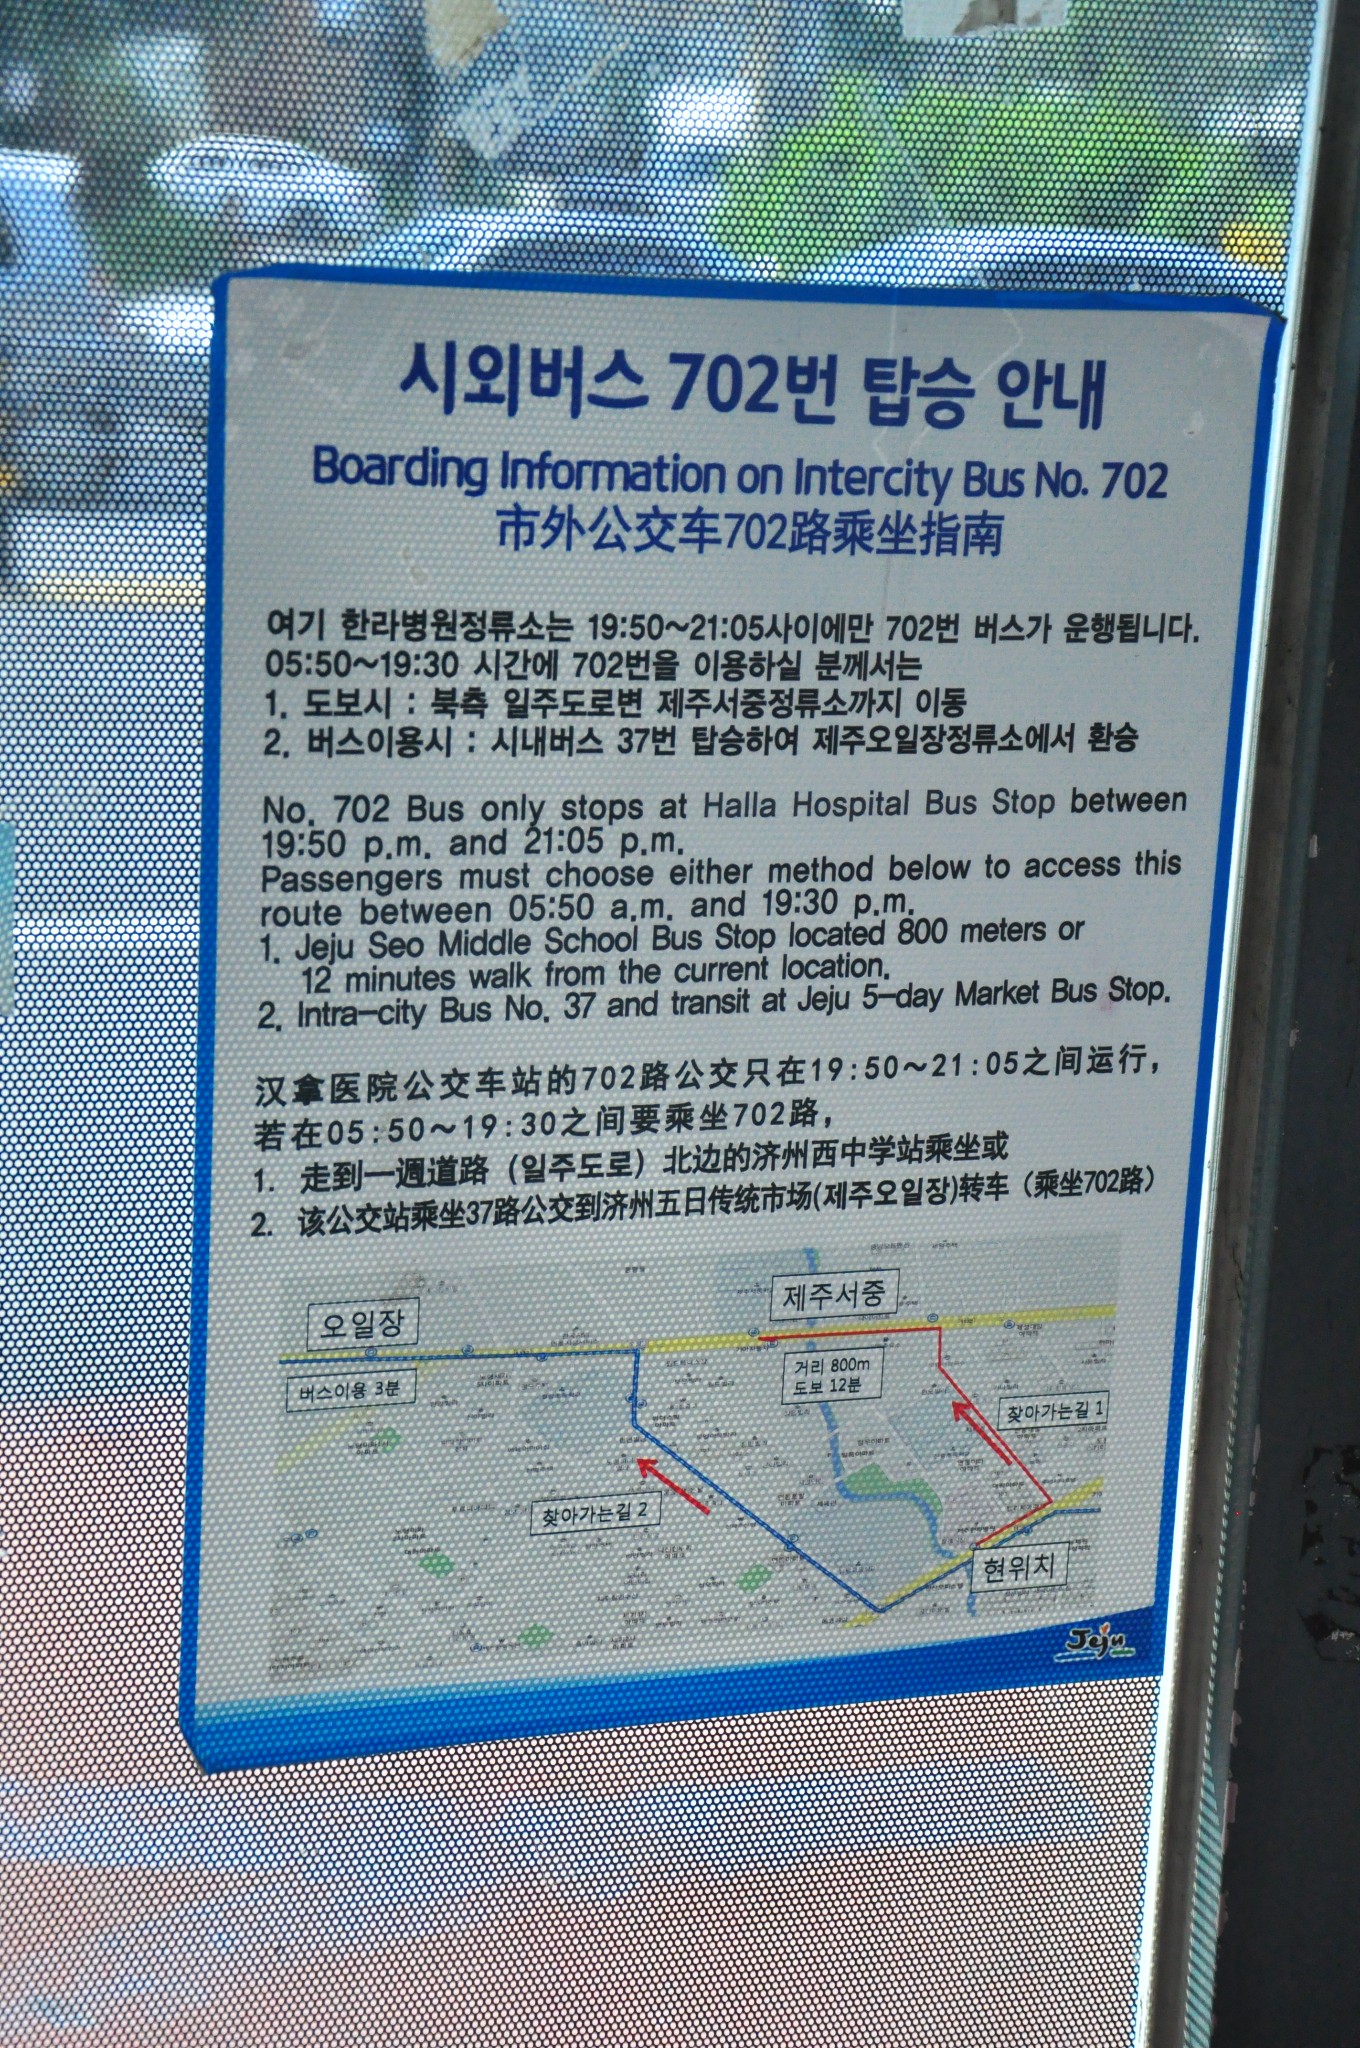 시외버스 702번 탑승 안내
Boarding Information on Intercity Bus No. 702
市外公交车702路乘坐指南
여기 한라병원정류소는 19:50~21:05사이에만 702번 버스가 운행됩니다.
05:50~19:30 시간에 702번을 이용하실 분께서는
1. 도보시 : 북측 일주도로변 제주서중정류소까지 이동
2. 버스이용시 : 시내버스 37번 탑승하여 제주오일장정류소에서 환승
No. 702 Bus only stops at Halla Hospital Bus Stop between
19:50 p.m. and 21:05 p.m.
Passengers must choose either method below to access this
route between 05:50 a.m. and 19:30 p.m.
1. Jeju Seo Middle School Bus Stop located 800 meters or
12 minutes walk from the current location.
2. Intra-city Bus No. 37 and transit at Jeju 5-day Market Bus Stop.
汉拿医院公交车站的702路公交只在19:50~21:05之间运行,
若在05:50~19:30之间要乘坐702路,
1. 走到一週道路 (일주도로) 北边的济州西中学站乘坐或
2. 该公交站乘坐37路公交到济州五日传统市场(제주오일장)转车 (乘坐702路)
제주서중
오일장
거리 800m
도보 12분
버스이용 3분
찾아가는길 1
찾아가는길 2
현위치
Jeju